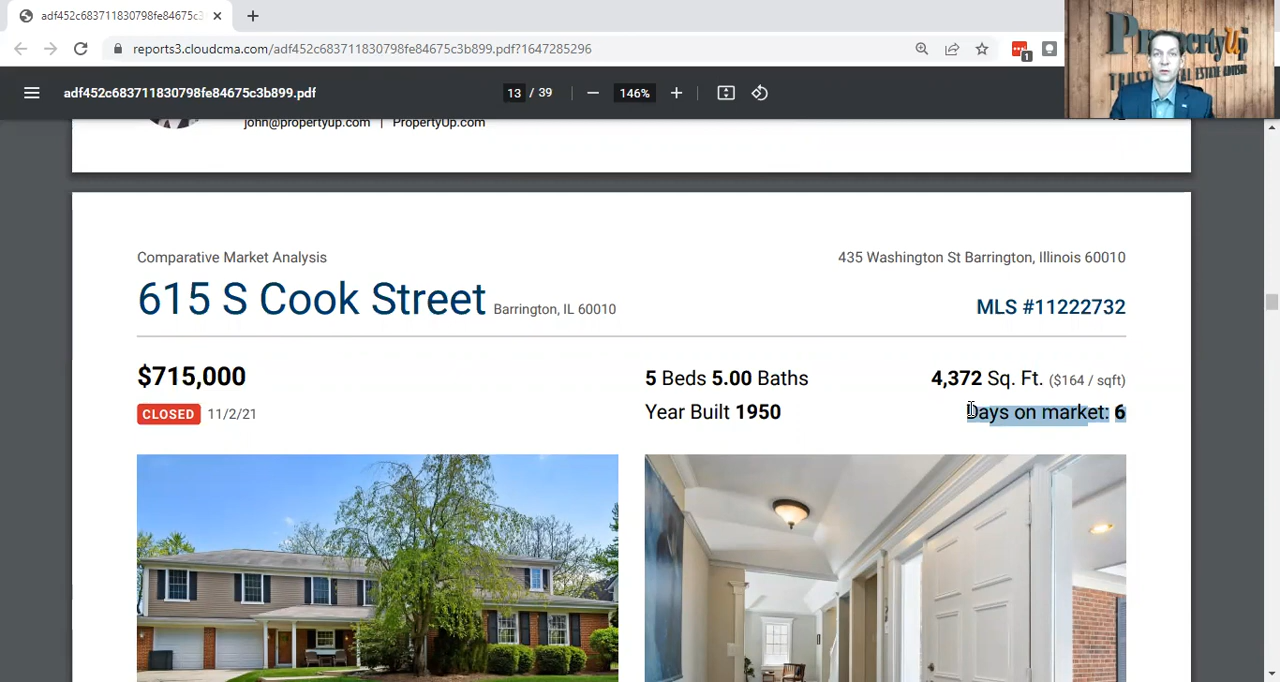 adf452c683711830798fe84675c3
reports3.cloudcma.com/adf452c683711830798fe84675c3b899.pdf?1647285296
1
PropertyUp
adf452c683711830798fe84675c3b899.pdf
13 / 39
146%
john@propertyup.com | PropertyUp.com
Comparative Market Analysis
435 Washington St Barrington, Illinois 60010
615 S Cook Street Barrington, IL 60010
MLS #11222732
$715,000
5 Beds 5.00 Baths
4,372 Sq. Ft. ($164 / sqft)
CLOSED 11/2/21
Year Built 1950
Days on market: 6